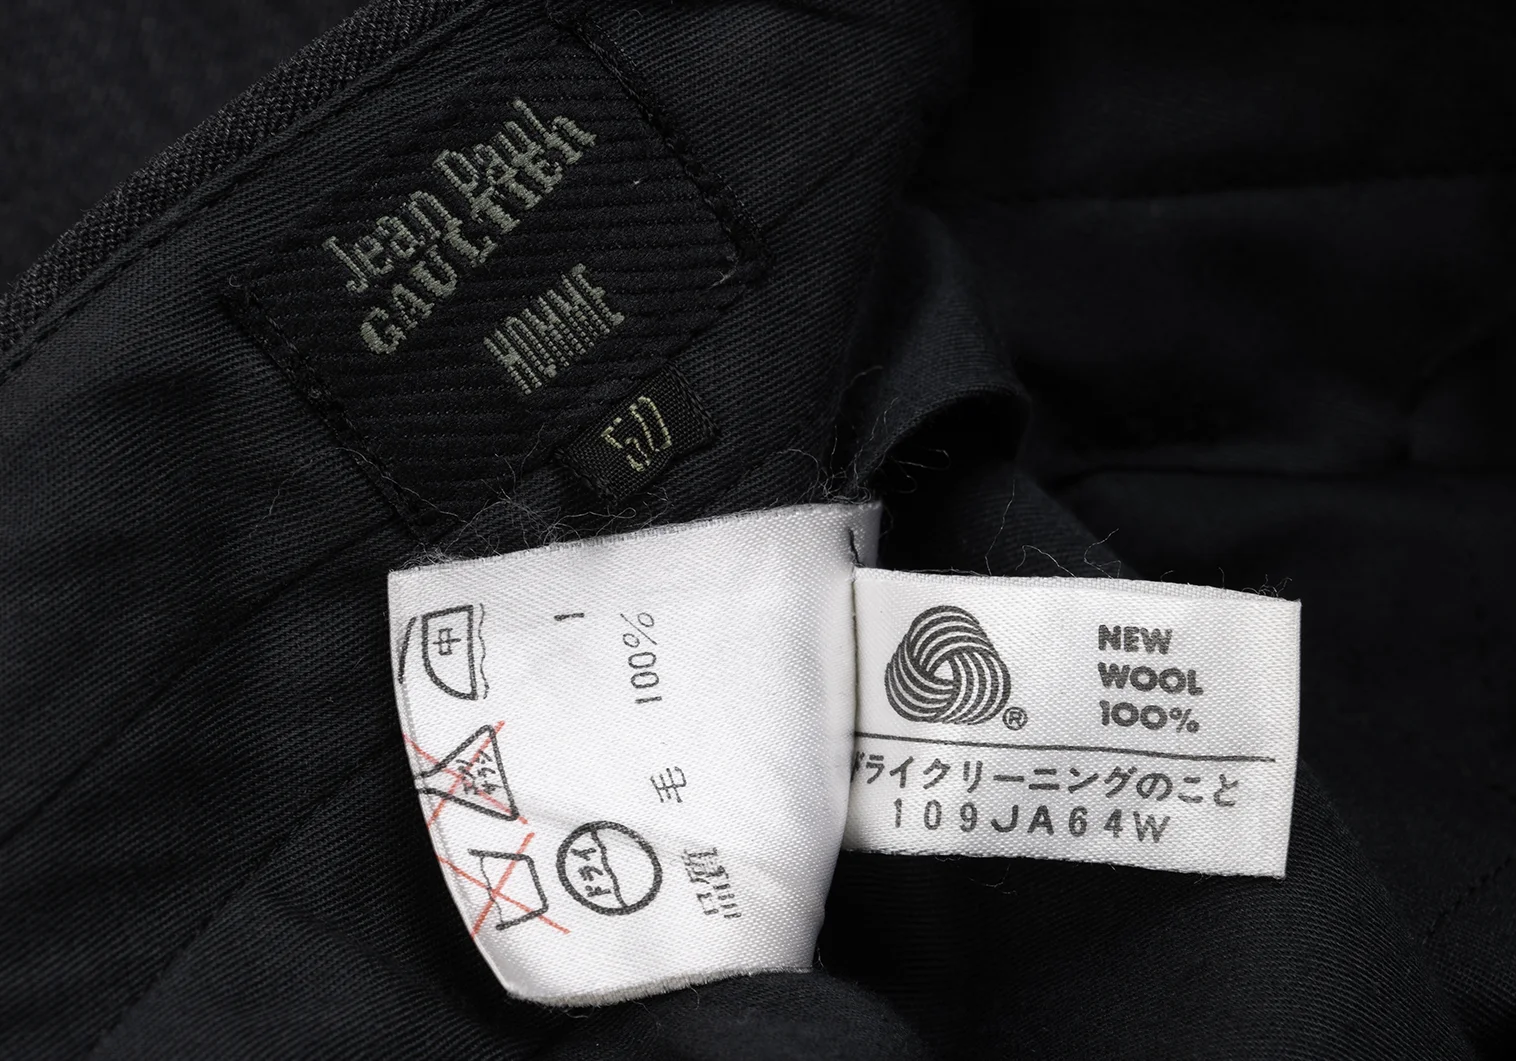 Jean Paul
GAULTIER
HOMME
50
中
ドライ
毛 100%
I
NEW
WOOL
100%
®
ドライクリーニングのこと
109JA64W